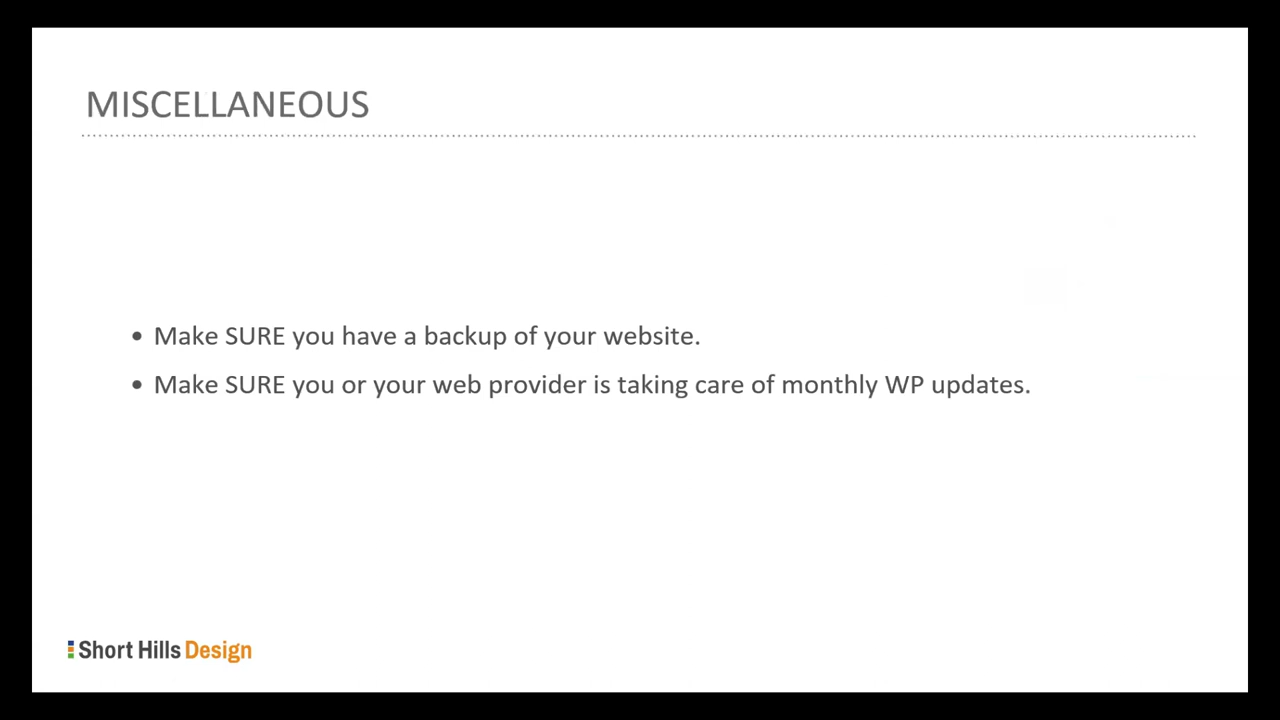 MISCELLANEOUS
• Make SURE you have a backup of your website.
• Make SURE you or your web provider is taking care of monthly WP updates.
Short Hills Design